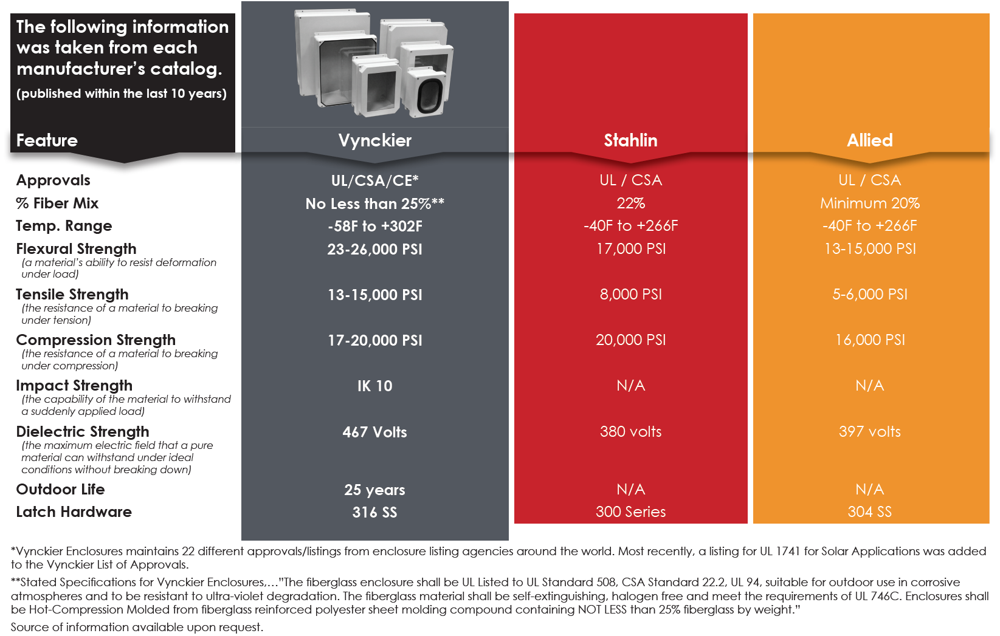 The following information
was taken from each
manufacturer's catalog.
(published within the last 10 years)
Feature
Vynckier
Stahlin
Allied
Approvals
UL/CSA/CE*
UL / CSA
UL / CSA
% Fiber Mix
No Less than 25%**
22%
Minimum 20%
Temp. Range
-58F to +302F
-40F to +266F
-40F to +266F
Flexural Strength
23-26,000 PSI
17,000 PSI
13-15,000 PSI
(a material's ability to resist deformation
under load)
Tensile Strength
13-15,000 PSI
8,000 PSI
5-6,000 PSI
(the resistance of a material to breaking
under tension)
Compression Strength
17-20,000 PSI
20,000 PSI
16,000 PSI
(the resistance of a material to breaking
under compression)
Impact Strength
IK 10
N/A
N/A
(the capability of the material to withstand
a suddenly applied load)
Dielectric Strength
467 Volts
380 volts
397 volts
(the maximum electric field that a pure
material can withstand under ideal
conditions without breaking down)
Outdoor Life
25 years
N/A
N/A
Latch Hardware
316 SS
300 Series
304 SS
*Vynckier Enclosures maintains 22 different approvals/listings from enclosure listing agencies around the world. Most recently, a listing for UL 1741 for Solar Applications was added
to the Vynckier List of Approvals.
**Stated Specifications for Vynckier Enclosures,…"The fiberglass enclosure shall be UL Listed to UL Standard 508, CSA Standard 22.2, UL 94, suitable for outdoor use in corrosive
atmospheres and to be resistant to ultra-violet degradation. The fiberglass material shall be self-extinguishing, halogen free and meet the requirements of UL 746C. Enclosures shall
be Hot-Compression Molded from fiberglass reinforced polyester sheet molding compound containing NOT LESS than 25% fiberglass by weight."
Source of information available upon request.